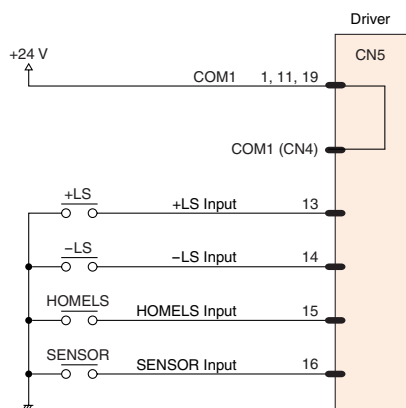 Driver
+24 V
CN5
COM1 1, 11, 19
COM1 (CN4)
+LS
+LS Input 13
−LS
−LS Input 14
HOMELS
HOMELS Input 15
SENSOR
SENSOR Input 16